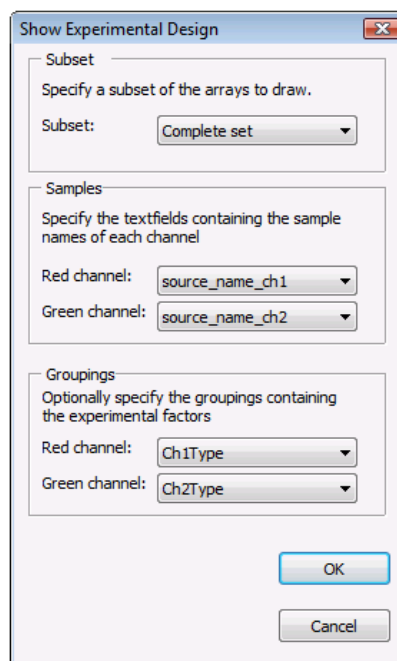 Show Experimental Design
Subset
Specify a subset of the arrays to draw.
Subset: Complete set
Samples
Specify the textfields containing the sample
names of each channel
Red channel: source_name_ch1
Green channel: source_name_ch2
Groupings
Optionally specify the groupings containing
the experimental factors
Red channel: Ch1Type
Green channel: Ch2Type
OK
Cancel